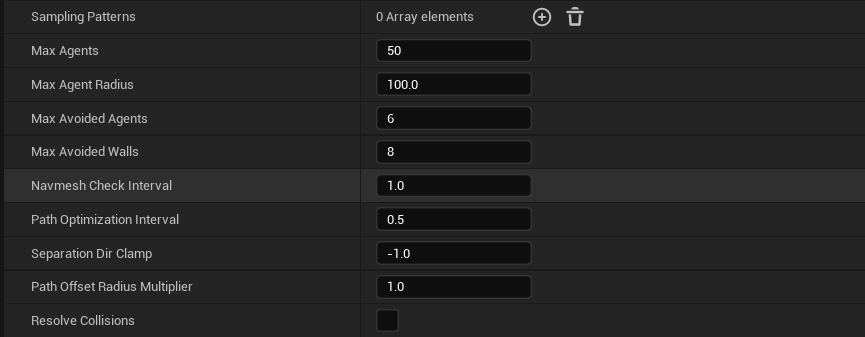 Sampling Patterns 0 Array elements
Max Agents 50
Max Agent Radius 100.0
Max Avoided Agents 6
Max Avoided Walls 8
Navmesh Check Interval 1.0
Path Optimization Interval 0.5
Separation Dir Clamp -1.0
Path Offset Radius Multiplier 1.0
Resolve Collisions